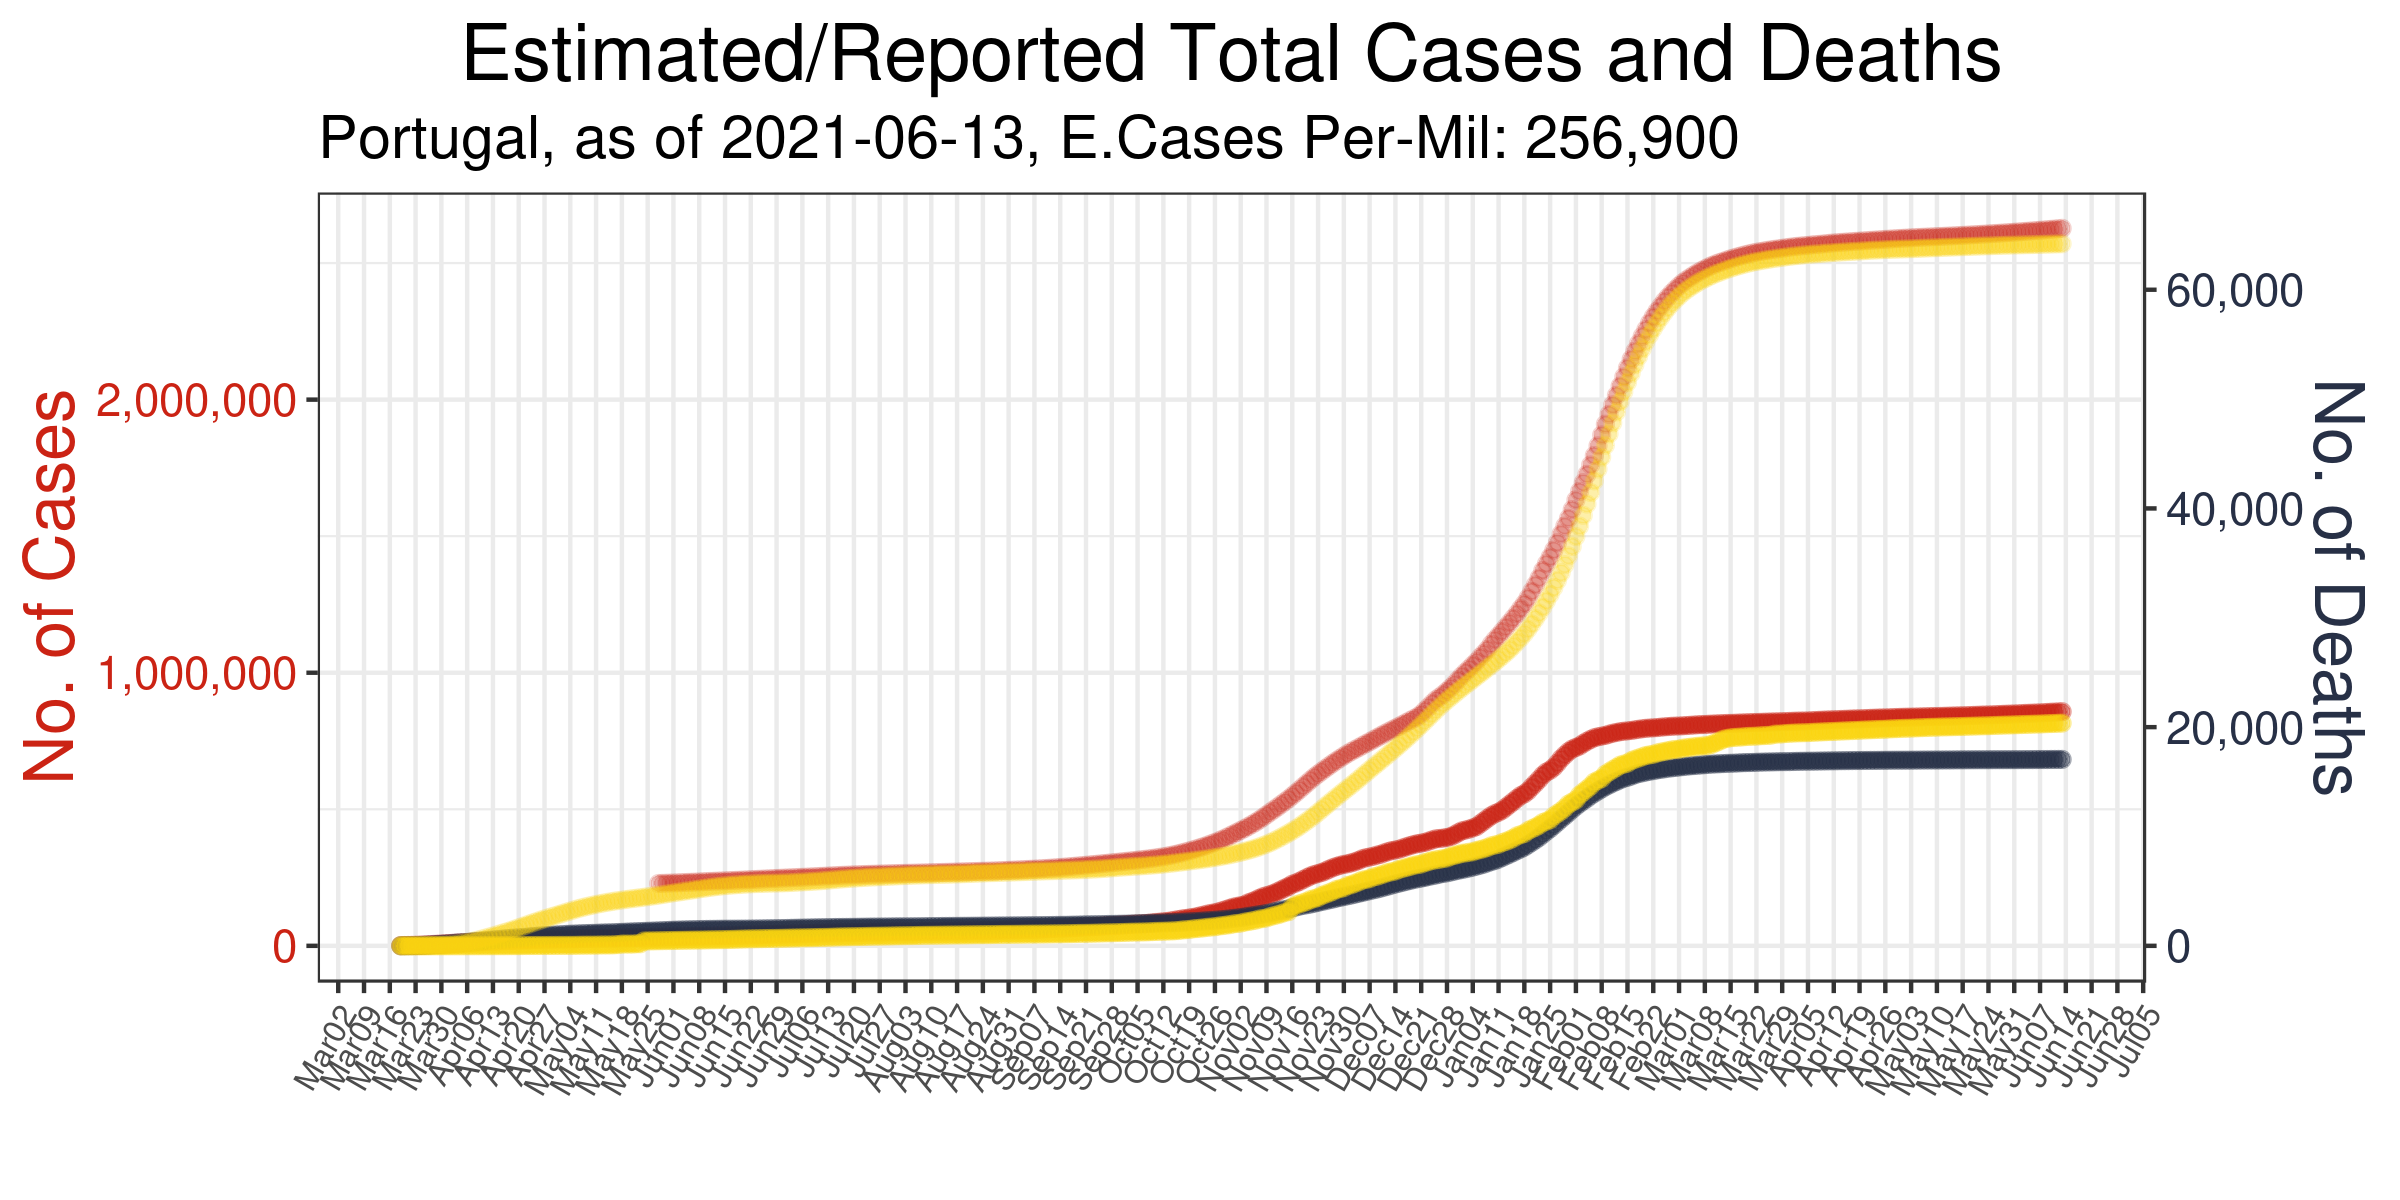 Estimated/Reported Total Cases and Deaths
Portugal, as of 2021-06-13, E.Cases Per-Mil: 256,900
No. of Cases
2,000,000
1,000,000
0
60,000
40,000
20,000
0
No. of Deaths
Mar02
Mar09
Mar16
Mar23
Mar30
Apr06
Apr13
Apr20
Apr27
May04
May11
May18
May25
Jun01
Jun08
Jun15
Jun22
Jun29
Jul06
Jul13
Jul20
Jul27
Aug03
Aug10
Aug17
Aug24
Aug31
Sep07
Sep14
Sep21
Sep28
Oct05
Oct12
Oct19
Oct26
Nov02
Nov09
Nov16
Nov23
Nov30
Dec07
Dec14
Dec21
Dec28
Jan04
Jan11
Jan18
Jan25
Feb01
Feb08
Feb15
Feb22
Mar01
Mar08
Mar15
Mar22
Mar29
Apr05
Apr12
Apr19
Apr26
May03
May10
May17
May24
May31
Jun07
Jun14
Jun21
Jun28
Jul05